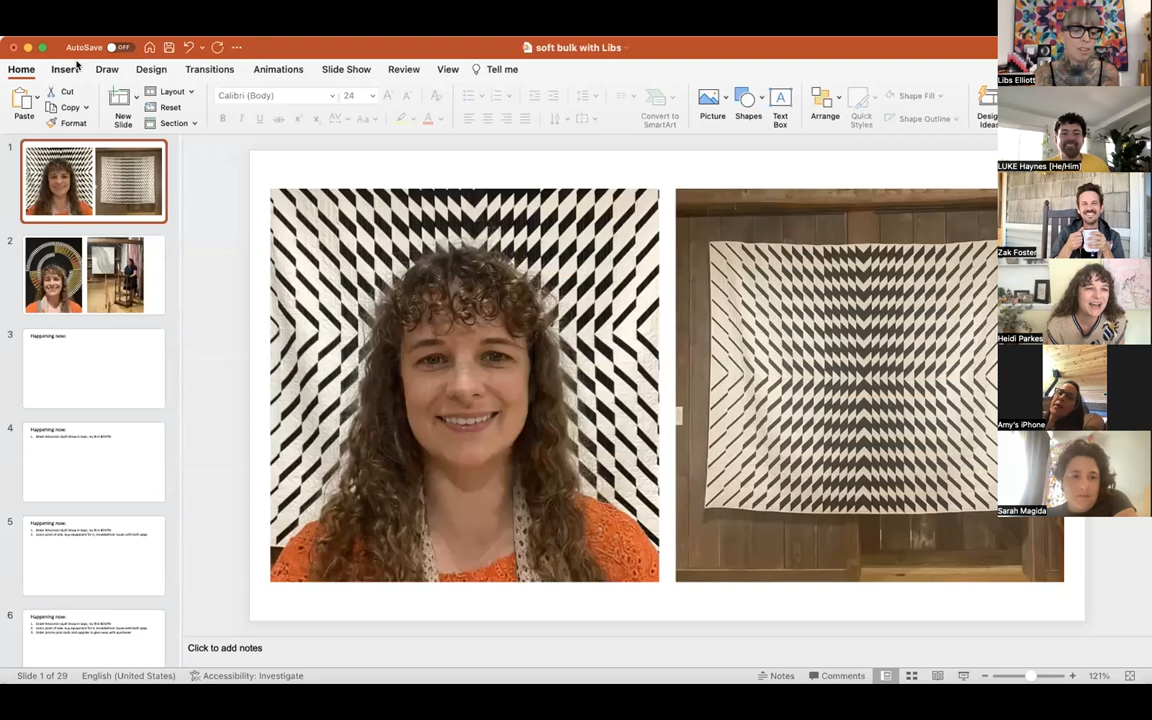 AutoSave OFF
soft bulk with Libs
Home Insert Draw Design Transitions Animations Slide Show Review View Tell me
Paste
Cut
Copy
Format
New Slide
Layout
Reset
Section
Calibri (Body) 24
Convert to SmartArt
Picture
Shapes
Text Box
Arrange
Quick Styles
Shape Fill
Shape Outline
Libs Elliott
LUKE Haynes [He/Him]
Zak Foster
Heidi Parkes
Amy's iPhone
Sarah Magida
1
2
3
Happening now:
4
Happening now:
5
Happening now:
6
Happening now:
Click to add notes
Slide 1 of 29 English (United States) Accessibility: Investigate Notes Comments 121%